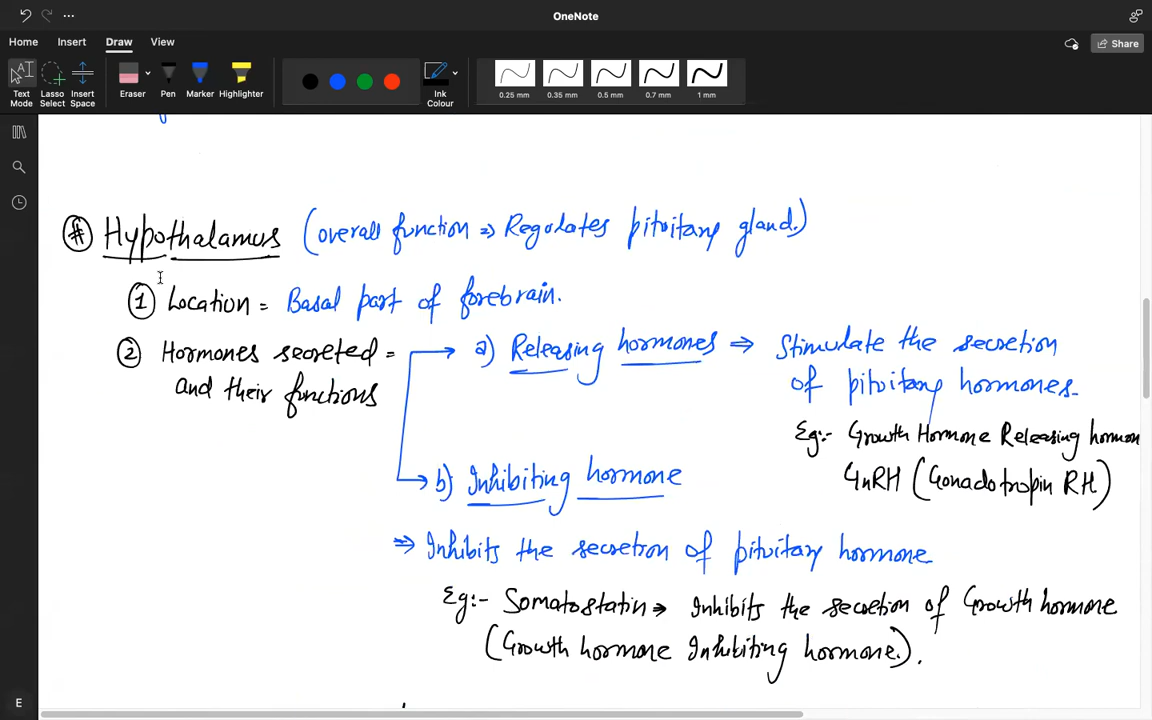 OneNote
Home Insert Draw View
Share
Text Mode
Lasso Select
Insert Space
Eraser
Pen
Marker
Highlighter
Ink Colour
0.25 mm 0.35 mm 0.5 mm 0.7 mm 1 mm
# Hypothalamus (overall function ⇒ Regulates pituitary gland.)
① Location = Basal part of forebrain.
② Hormones secreted = a) Releasing hormones ⇒ Stimulate the secretion
and their functions of pituitary hormones.
Eg:- Growth Hormone Releasing hormon
GnRH (Gonadotropin RH)
b) Inhibiting hormone
⇒ Inhibits the secretion of pituitary hormone
Eg:- Somatostatin → Inhibits the secretion of Growth hormone
(Growth hormone Inhibiting hormone.).
E